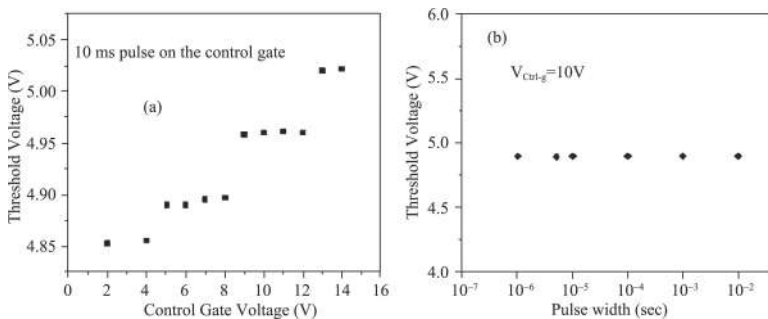 5.05
5.00
4.95
4.90
4.85
Threshold Voltage (V)
10 ms pulse on the control gate
(a)
0 2 4 6 8 10 12 14 16
Control Gate Voltage (V)
6.0
5.5
5.0
4.5
4.0
Threshold Voltage (V)
(b)
V_Ctrl-g=10V
10⁻⁷ 10⁻⁶ 10⁻⁵ 10⁻⁴ 10⁻³ 10⁻²
Pulse width (sec)